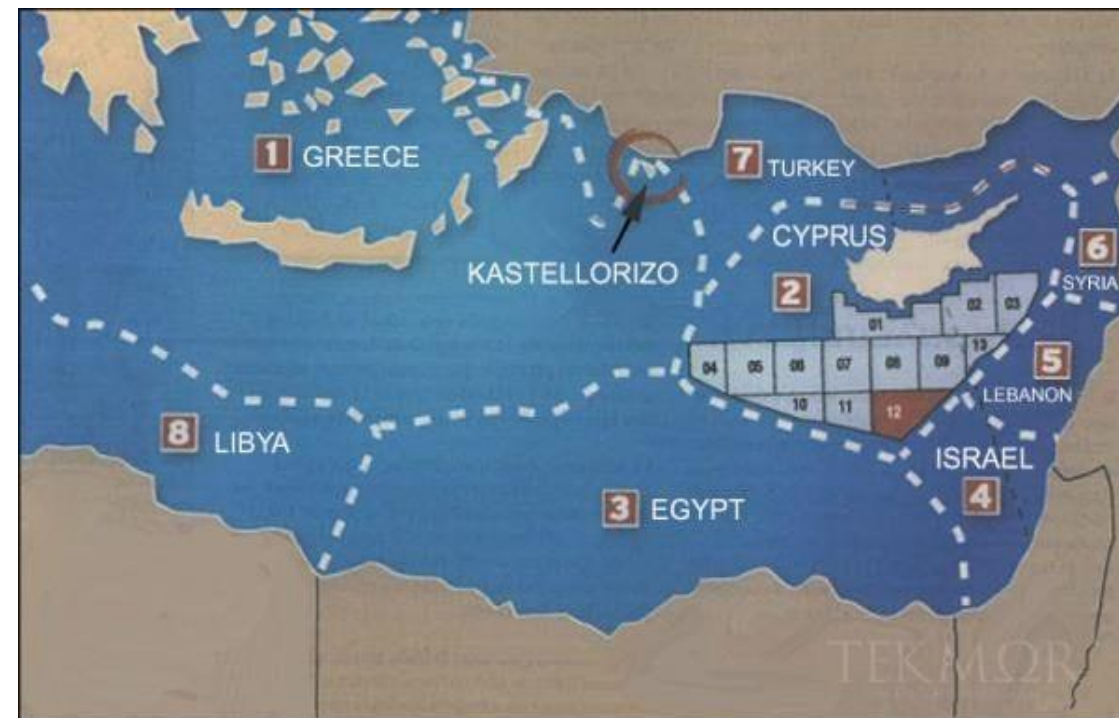 1 GREECE
7 TURKEY
CYPRUS
6
SYRIA
KASTELLORIZO
2
02 03
01
13
04 05 06 07 08 09
5
LEBANON
10 11 12
8 LIBYA
ISRAEL
4
3 EGYPT
TEKMΩR